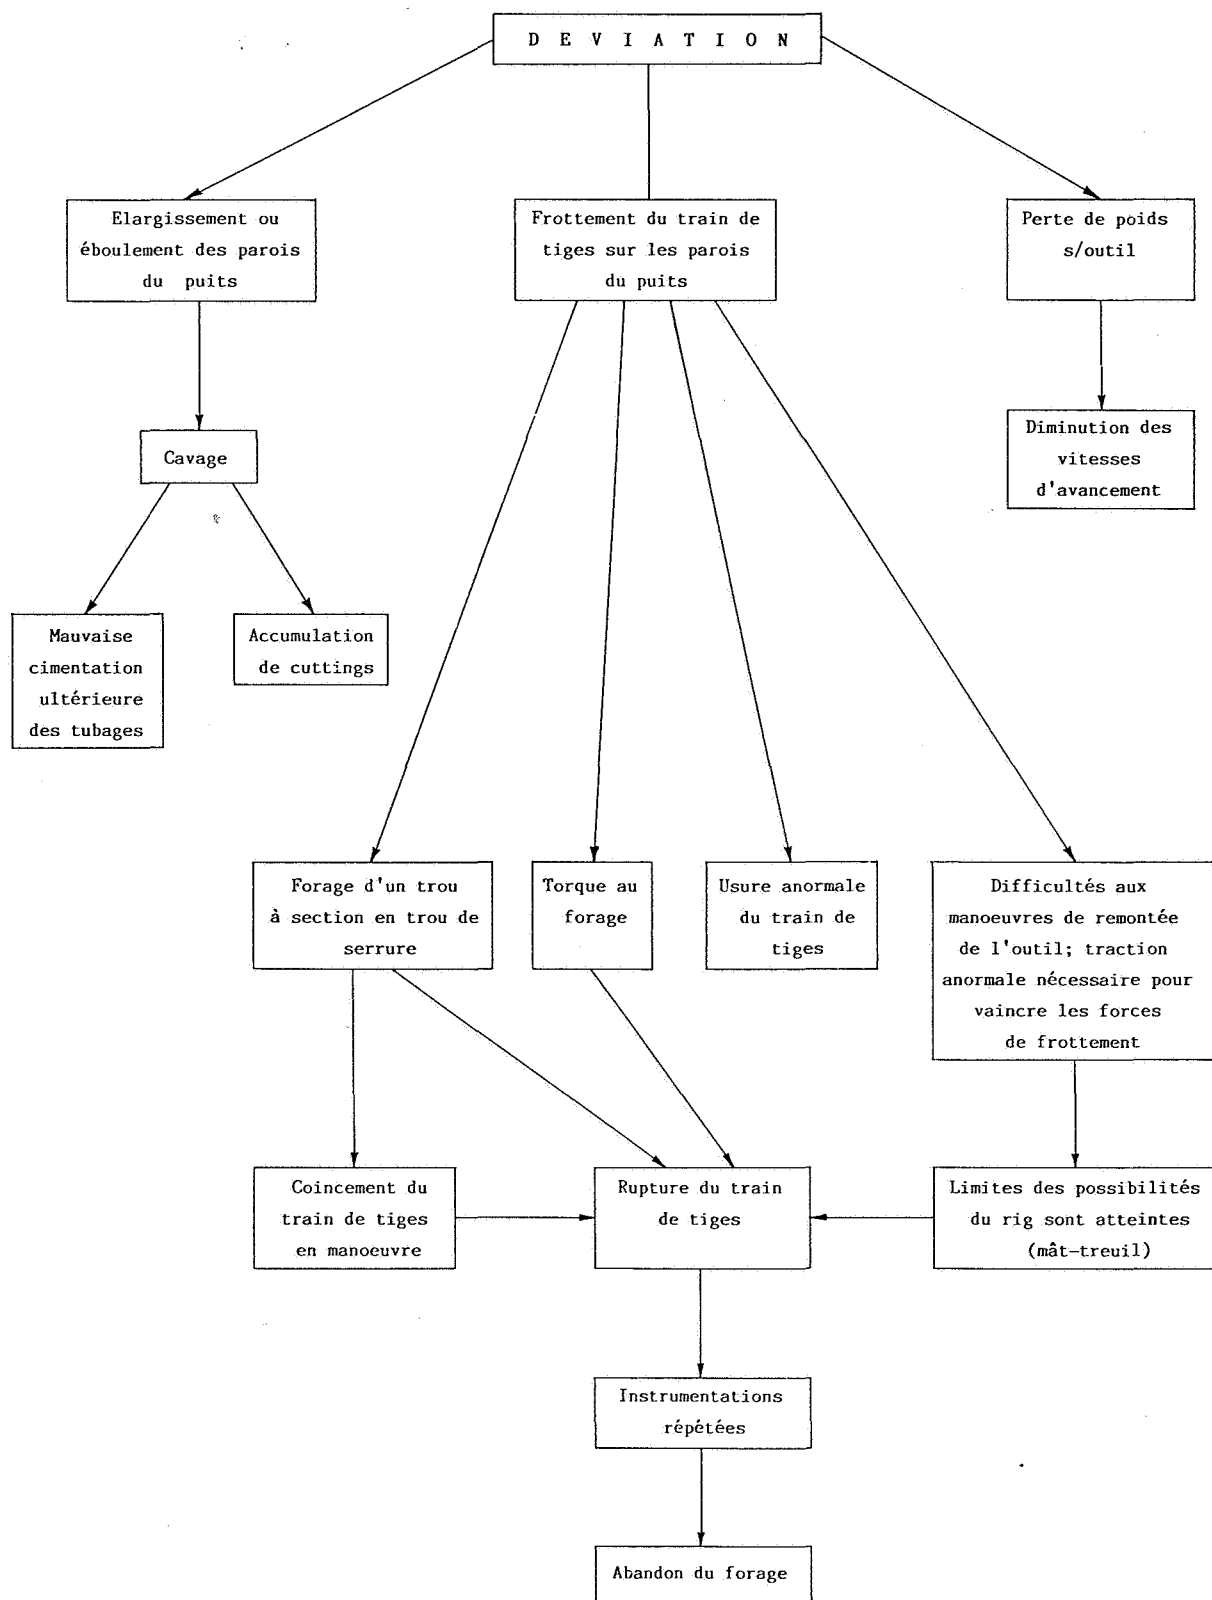 D E V I A T I O N
Elargissement ou
éboulement des parois
du puits
Frottement du train de
tiges sur les parois
du puits
Perte de poids
s/outil
Cavage
Diminution des
vitesses
d'avancement
Mauvaise
cimentation
ultérieure
des tubages
Accumulation
de cuttings
Forage d'un trou
à section en trou de
serrure
Torque au
forage
Usure anormale
du train de
tiges
Difficultés aux
manoeuvres de remontée
de l'outil; traction
anormale nécessaire pour
vaincre les forces
de frottement
Coincement du
train de tiges
en manoeuvre
Rupture du train
de tiges
Limites des possibilités
du rig sont atteintes
(mât-treuil)
Instrumentations
répétées
Abandon du forage